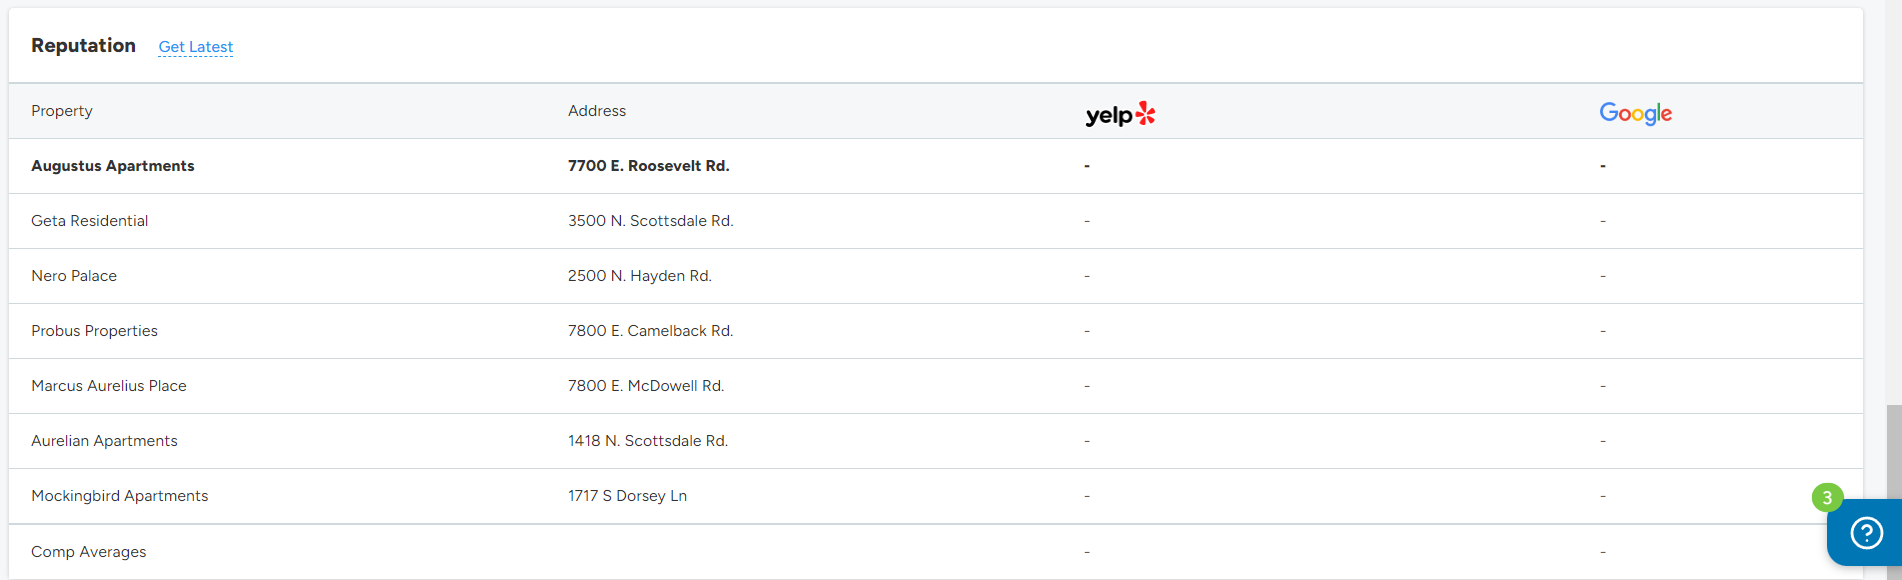 Reputation Get Latest
Property Address yelp Google
Augustus Apartments 7700 E. Roosevelt Rd. - -
Geta Residential 3500 N. Scottsdale Rd. - -
Nero Palace 2500 N. Hayden Rd. - -
Probus Properties 7800 E. Camelback Rd. - -
Marcus Aurelius Place 7800 E. McDowell Rd. - -
Aurelian Apartments 1418 N. Scottsdale Rd. - -
Mockingbird Apartments 1717 S Dorsey Ln - -
3
?
Comp Averages - -